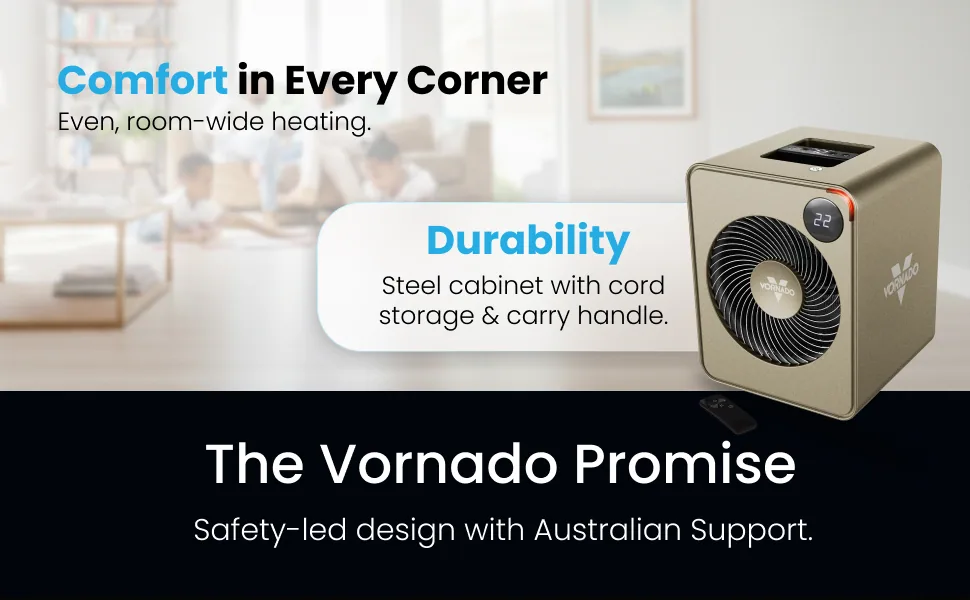 Comfort in Every Corner
Even, room-wide heating.
Durability
Steel cabinet with cord
storage & carry handle.
22
VORNADO
VORNADO
The Vornado Promise
Safety-led design with Australian Support.